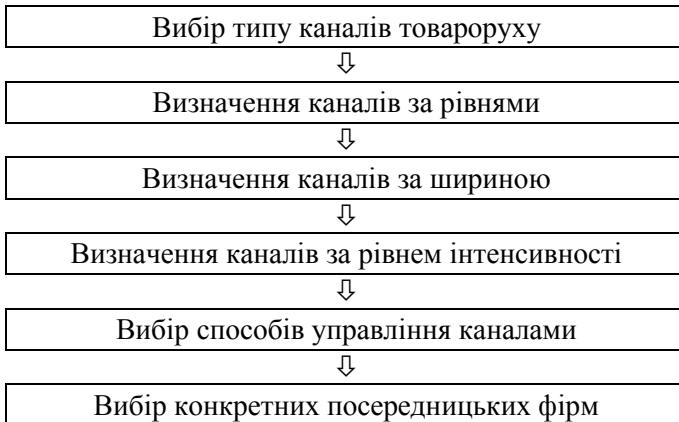 Вибір типу каналів товароруху
⇩
Визначення каналів за рівнями
⇩
Визначення каналів за шириною
⇩
Визначення каналів за рівнем інтенсивності
⇩
Вибір способів управління каналами
⇩
Вибір конкретних посередницьких фірм